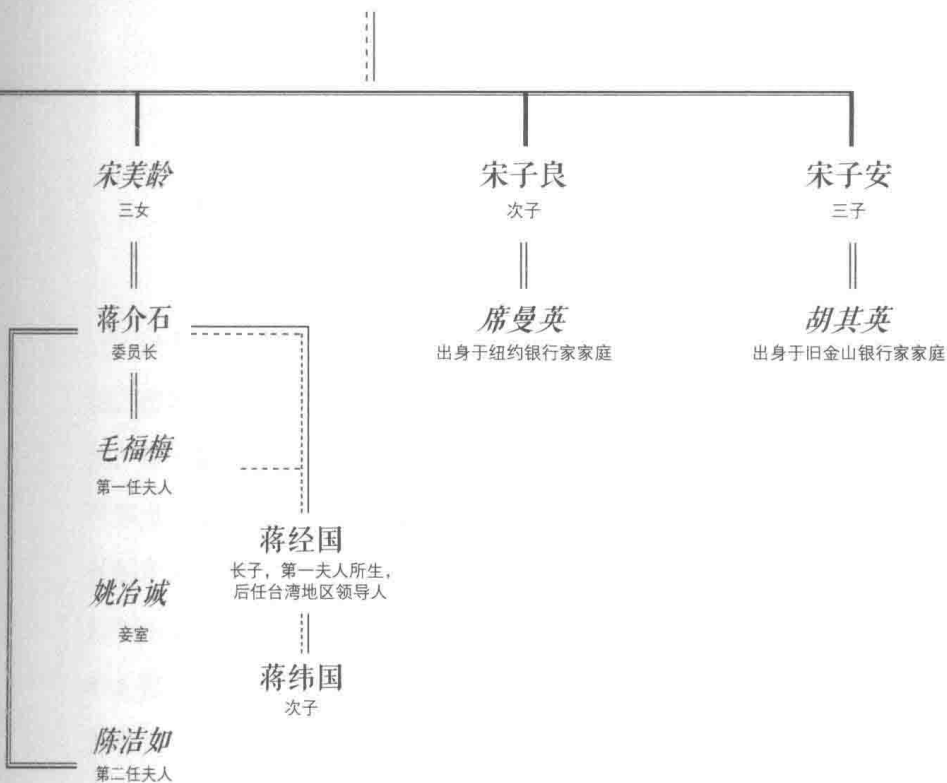 宋美龄
三女
宋子良
次子
宋子安
三子
蒋介石
委员长
席曼英
出身于纽约银行家家庭
胡其英
出身于旧金山银行家家庭
毛福梅
第一任夫人
蒋经国
长子，第一夫人所生，
后任台湾地区领导人
姚冶诚
妾室
蒋纬国
次子
陈洁如
第二任夫人